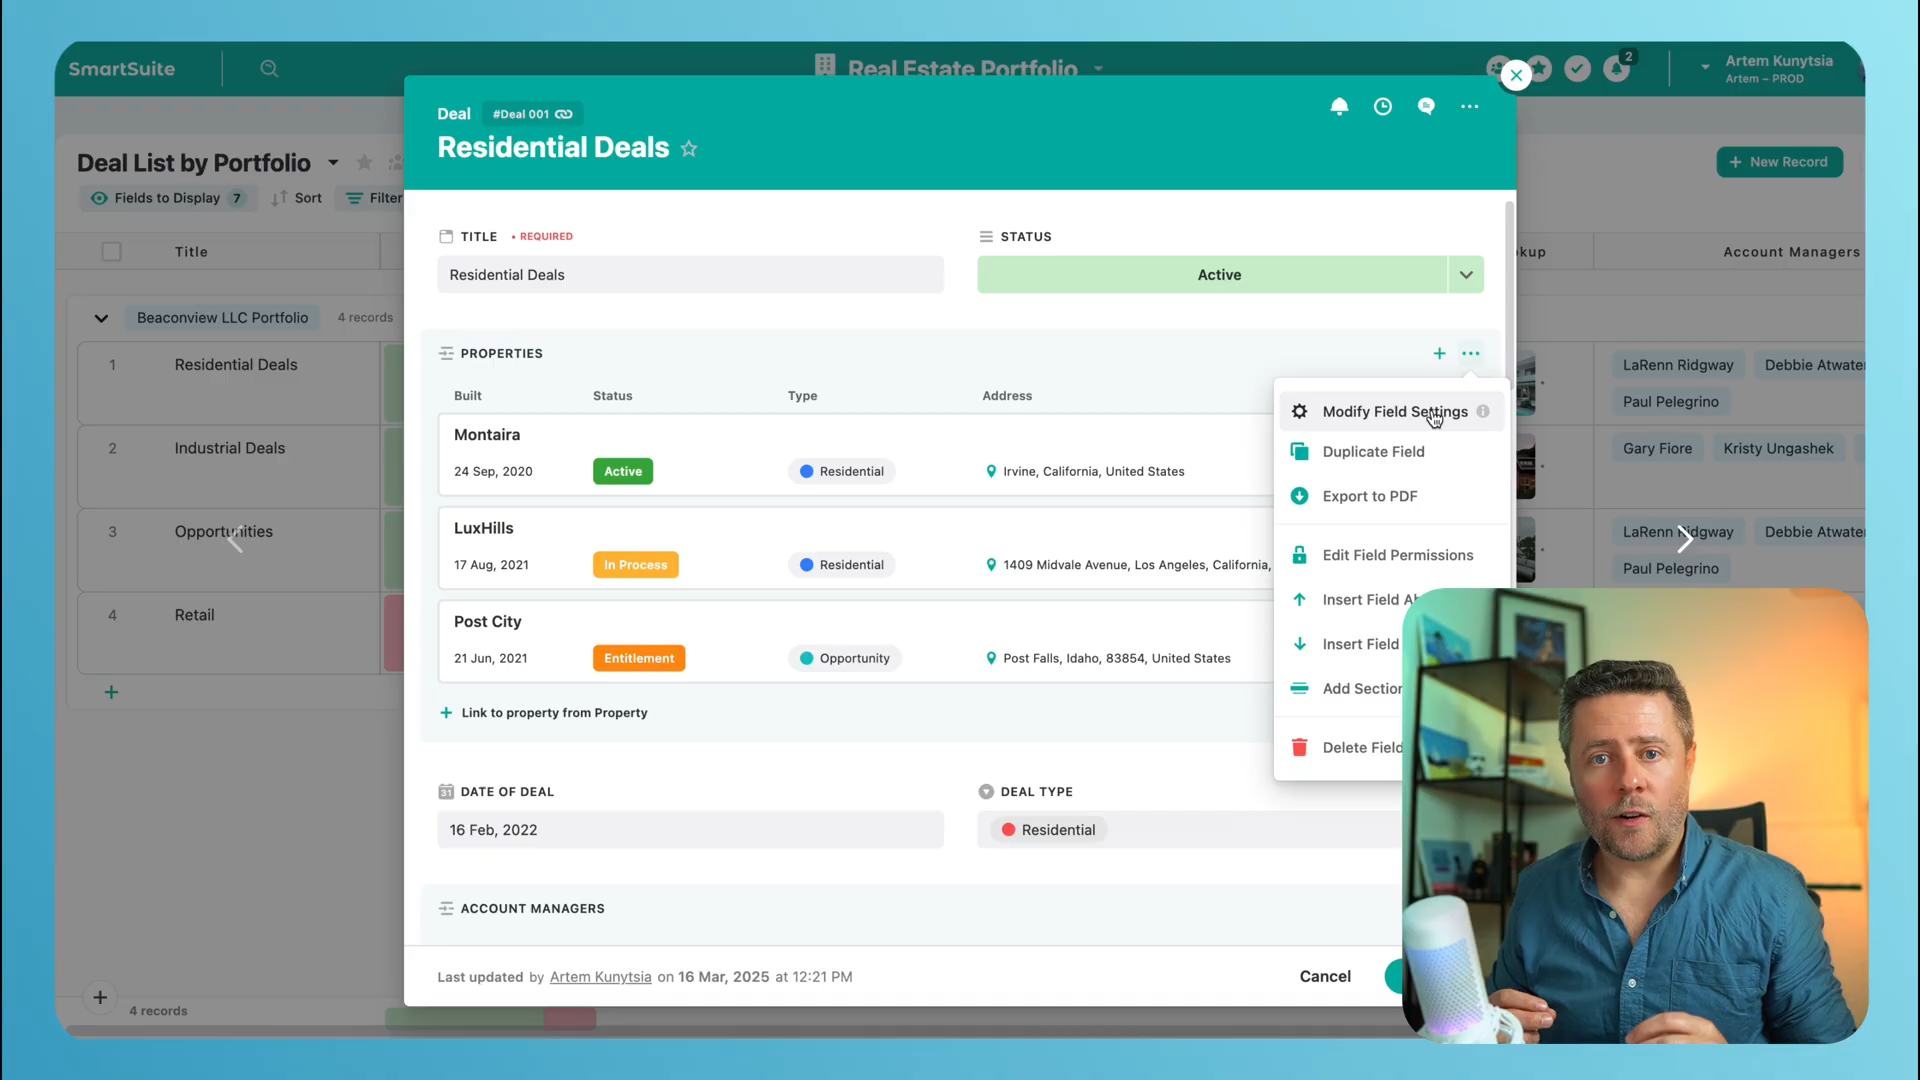 SmartSuite
Real Estate Portfolio
2
Artem Kunytsia
Artem – PROD
Deal #Deal 001
Residential Deals
Deal List by Portfolio
Fields to Display 7 Sort Filter
New Record
Title
Account Managers
Beaconview LLC Portfolio 4 records
1 Residential Deals
2 Industrial Deals
3 Opportunities
4 Retail
4 records
TITLE • REQUIRED
Residential Deals
STATUS
Active
PROPERTIES
Built Status Type Address
Montaira
24 Sep, 2020 Active Residential Irvine, California, United States
LuxHills
17 Aug, 2021 In Process Residential 1409 Midvale Avenue, Los Angeles, California,
Post City
21 Jun, 2021 Entitlement Opportunity Post Falls, Idaho, 83854, United States
Link to property from Property
Modify Field Settings
Duplicate Field
Export to PDF
Edit Field Permissions
Insert Field
Insert Field
Add Section
Delete Field
DATE OF DEAL
31
16 Feb, 2022
DEAL TYPE
Residential
ACCOUNT MANAGERS
Last updated by Artem Kunytsia on 16 Mar, 2025 at 12:21 PM
Cancel
LaRenn Ridgway Debbie Atwater
Paul Pelegrino
Gary Fiore Kristy Ungashek
LaRenn Ridgway Debbie Atwater
Paul Pelegrino